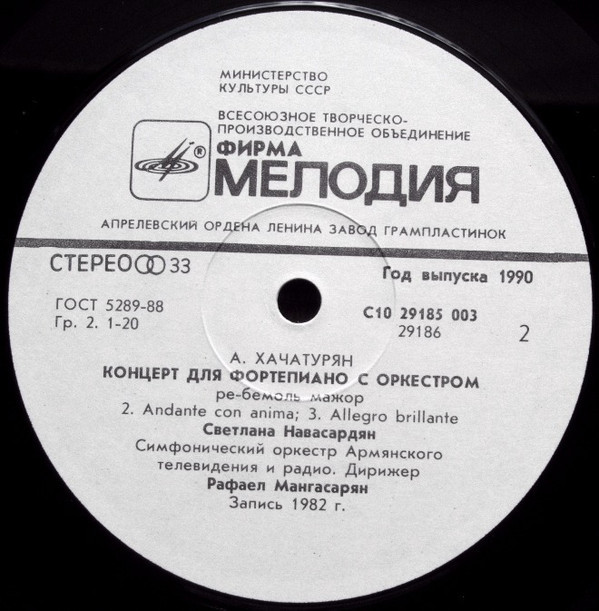 МИНИСТЕРСТВО
КУЛЬТУРЫ СССР
ВСЕСОЮЗНОЕ ТВОРЧЕСКО-
ПРОИЗВОДСТВЕННОЕ ОБЪЕДИНЕНИЕ
®
ФИРМА
МЕЛОДИЯ
АПРЕЛЕВСКИЙ ОРДЕНА ЛЕНИНА ЗАВОД ГРАМПЛАСТИНОК
СТЕРЕО 33
Год выпуска 1990
ГОСТ 5289-88
Гр. 2. 1-20
С10 29185 003
29186
2
А. ХАЧАТУРЯН
КОНЦЕРТ ДЛЯ ФОРТЕПИАНО С ОРКЕСТРОМ
ре-бемоль мажор
2. Andante con anima; 3. Allegro brillante
Светлана Навасардян
Симфонический оркестр Армянского
телевидения и радио. Дирижер
Рафаел Мангасарян
Запись 1982 г.